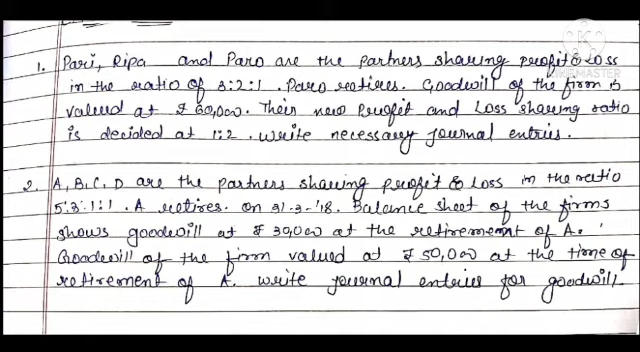 1. Pari, Ripa and Paro are the partners sharing profit & Loss
in the ratio of 3:2:1. Paro retires. Goodwill of the firm is
valued at ₹ 60,000. Their new Profit and Loss sharing ratio
is decided at 1:2. Write necessary Journal entries.
2. A, B, C, D are the partners sharing profit & Loss in the ratio
5:3:1:1. A retires. on 31-3-'18. Balance sheet of the firms
shows goodwill at ₹ 30,000 at the retirement of A.
Goodwill of the firm valued at ₹ 50,000 at the time of
retirement of A. write journal entries for goodwill.